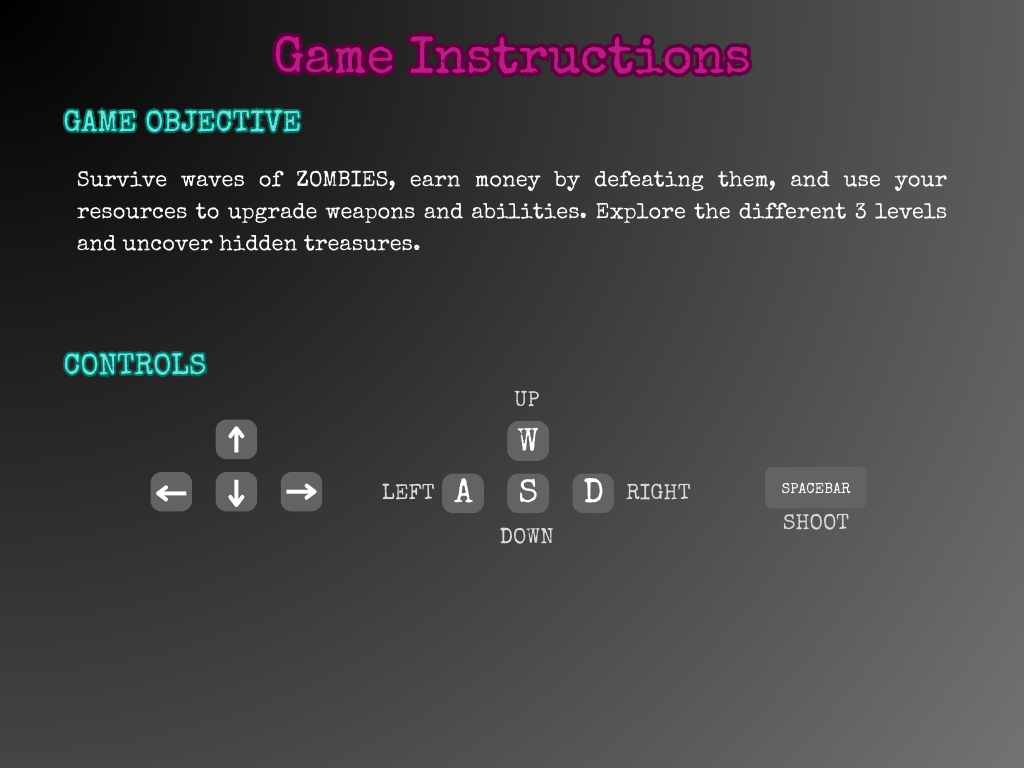 Game Instructions
GAME OBJECTIVE
Survive waves of ZOMBIES, earn money by defeating them, and use your
resources to upgrade weapons and abilities. Explore the different 3 levels
and uncover hidden treasures.
CONTROLS
UP
↑ W
← ↓ → LEFT A S D RIGHT SPACEBAR
SHOOT
DOWN